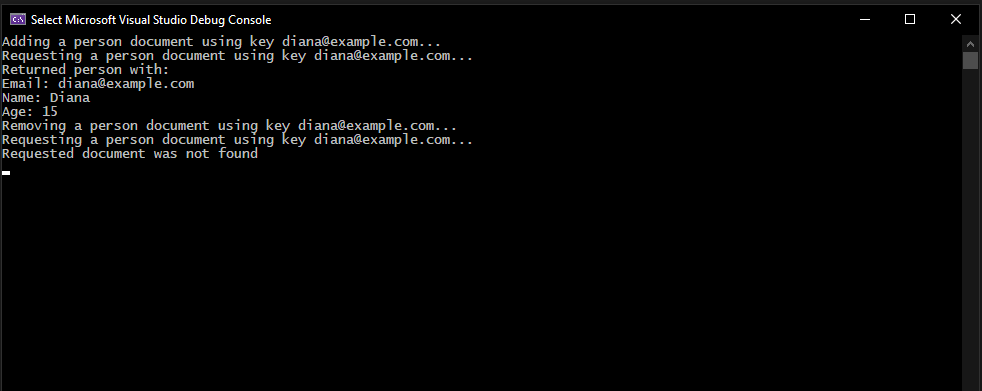 Select Microsoft Visual Studio Debug Console
Adding a person document using key diana@example.com...
Requesting a person document using key diana@example.com...
Returned person with:
Email: diana@example.com
Name: Diana
Age: 15
Removing a person document using key diana@example.com...
Requesting a person document using key diana@example.com...
Requested document was not found